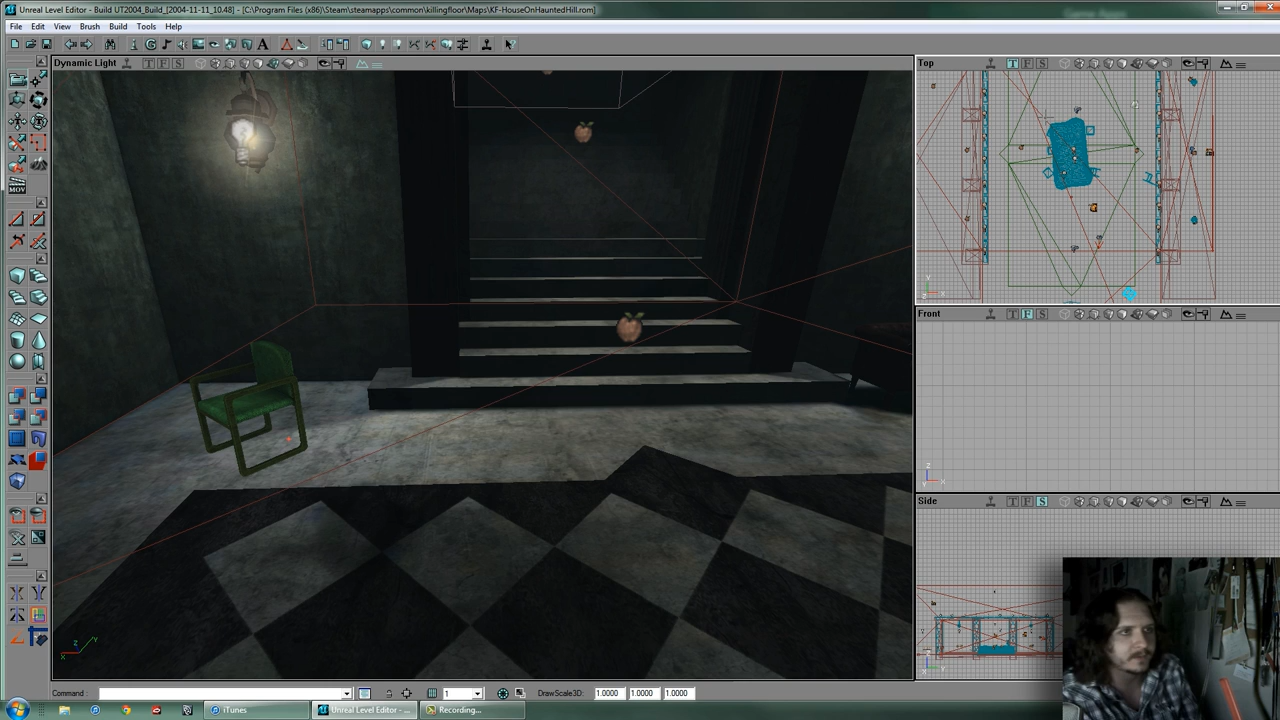 Unreal Level Editor - Build UT2004_Build_[2004-11-11_10.48] - [C:\Program Files (x86)\Steam\steamapps\common\killingfloor\Maps\KF-HouseOnHauntedHill.rom]
File Edit View Brush Build Tools Help
Dynamic Light T F S
Top T F S
MOV
Front T F S
Side T F S
Command : 1 DrawScale3D: 1.0000 1.0000 1.0000
iTunes Unreal Level Editor - ... Recording...